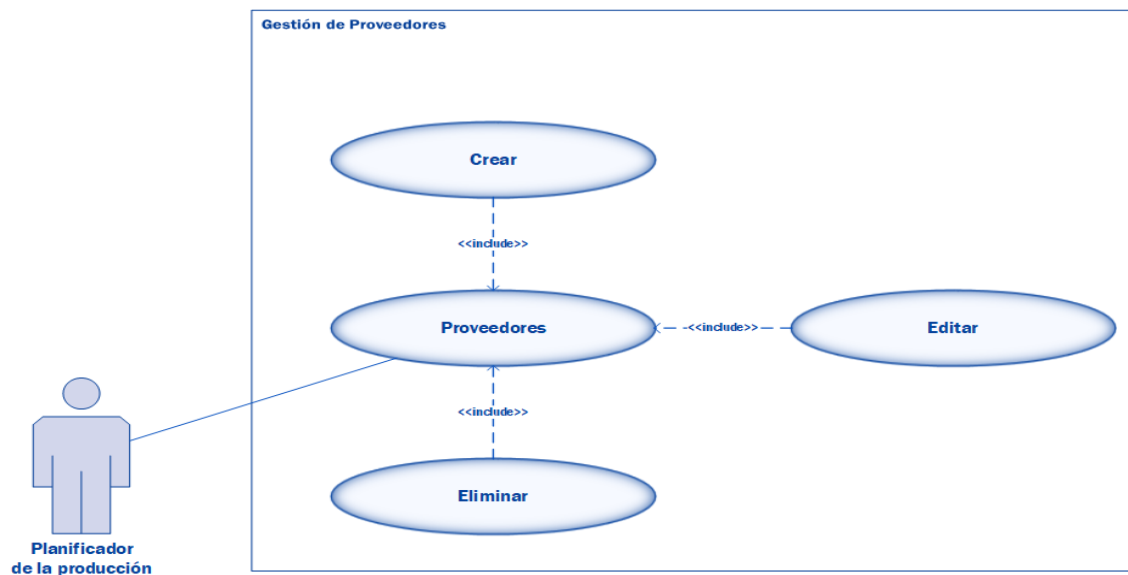 Gestión de Proveedores
Crear
<<include>>
Proveedores
-<<include>>
Editar
<<include>>
Eliminar
Planificador
de la producción